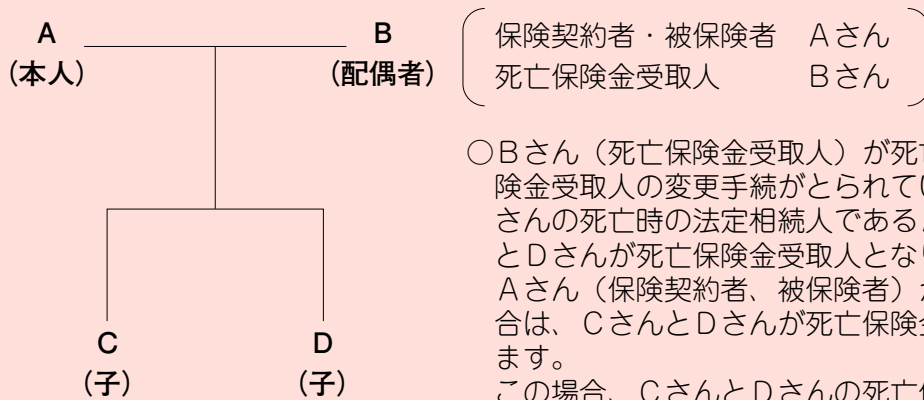 A
(本人)
B
(配偶者)
C
(子)
D
(子)
保険契約者・被保険者 Aさん
死亡保険金受取人 Bさん
○Bさん(死亡保険金受取人)が死
険金受取人の変更手続がとられて
さんの死亡時の法定相続人である
とDさんが死亡保険金受取人とな
Aさん(保険契約者、被保険者)
合は、CさんとDさんが死亡保険
ます。
この場合、CさんとDさんの死亡